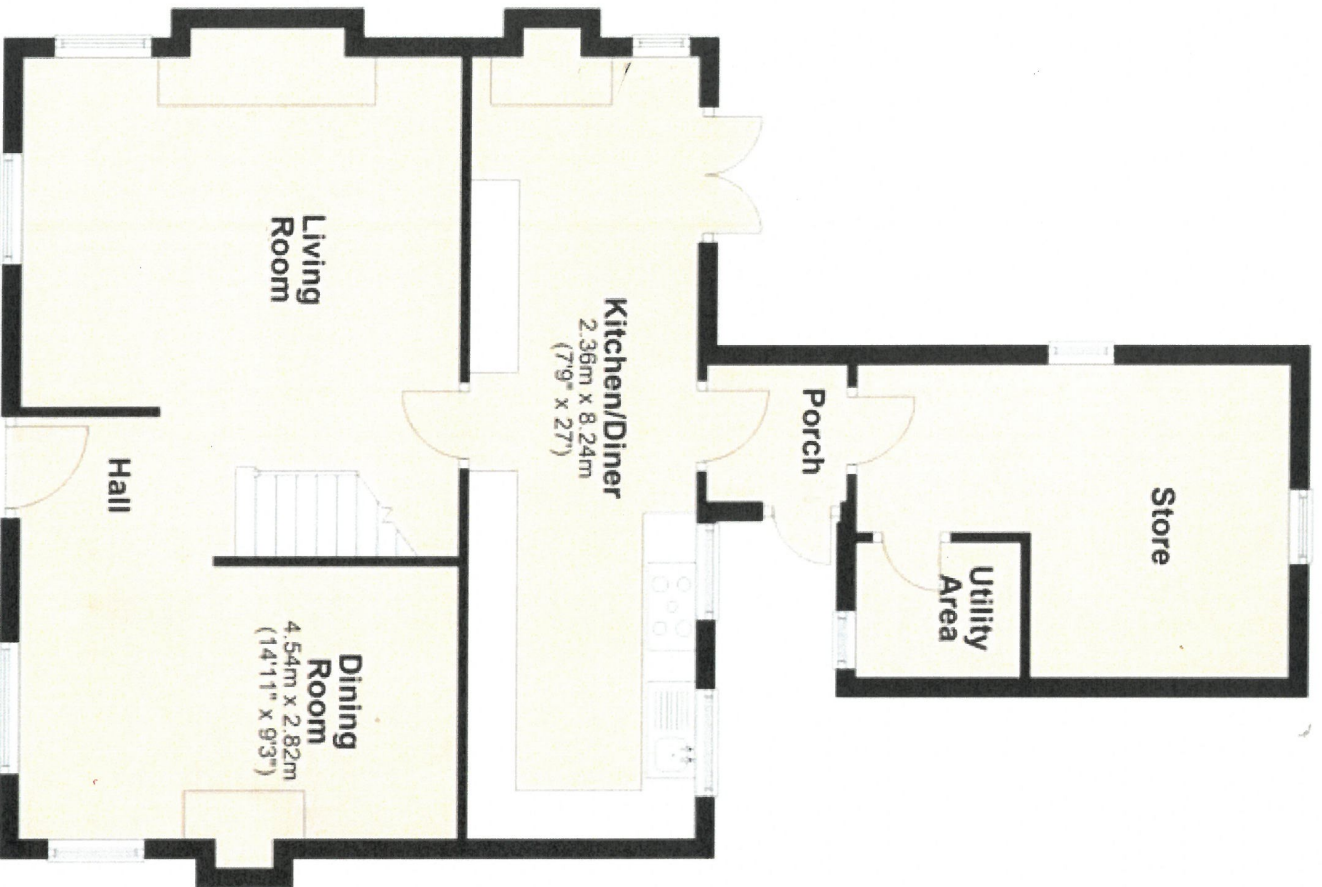 Store
Utility
Area
Porch
Kitchen/Diner
2.36m x 8.24m
(7'9" x 27')
Living
Room
Dining
Room
4.54m x 2.82m
(14'11" x 9'3")
Hall